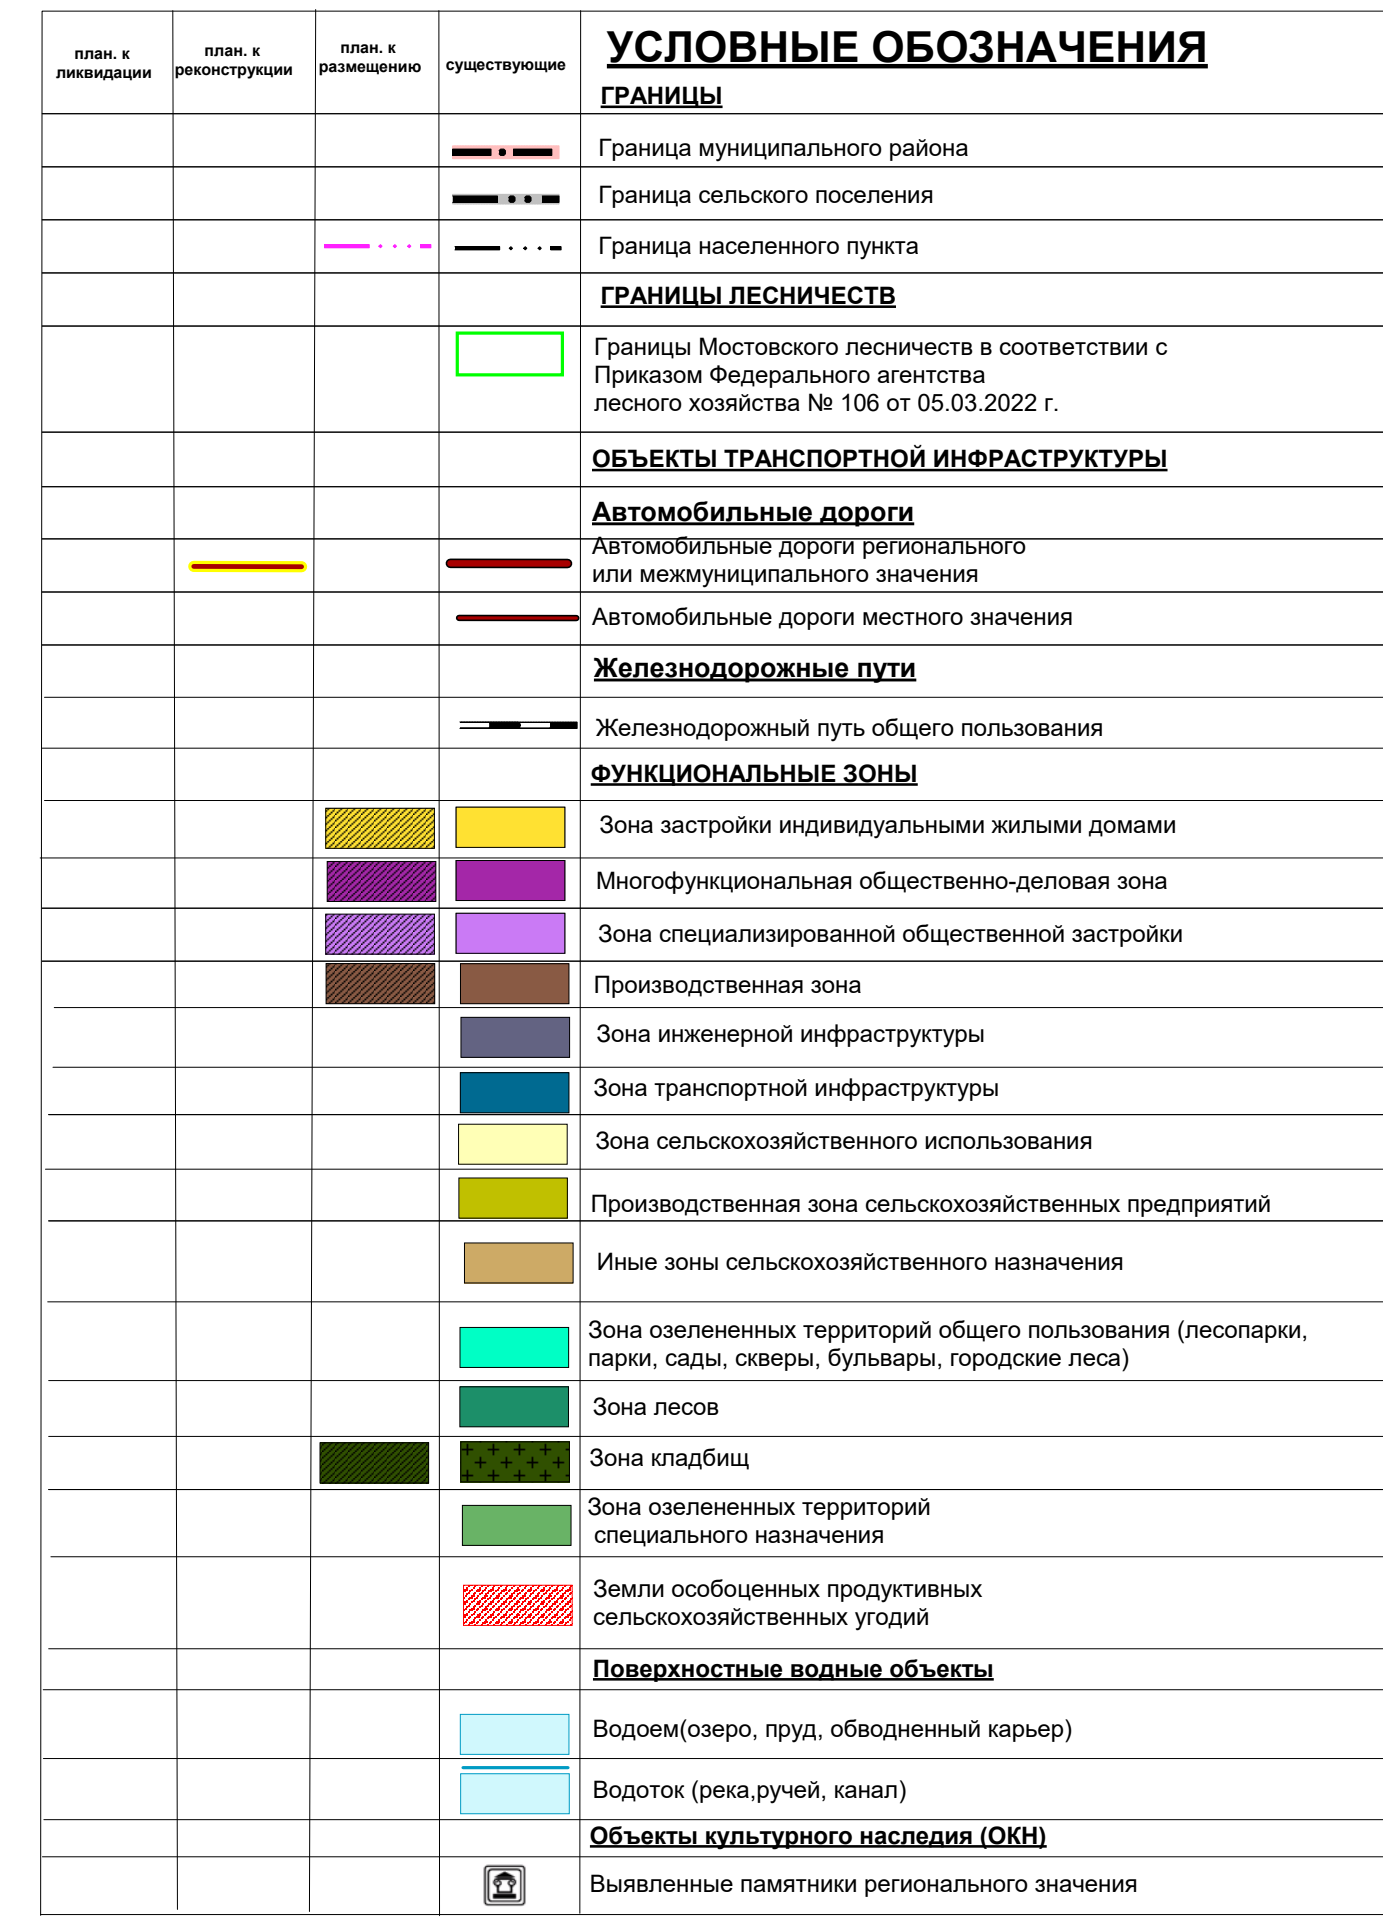 план. к
ликвидации
план. к
реконструкции
план. к
размещению
существующие
УСЛОВНЫЕ ОБОЗНАЧЕНИЯ
ГРАНИЦЫ
Граница муниципального района
Граница сельского поселения
Граница населенного пункта
ГРАНИЦЫ ЛЕСНИЧЕСТВ
Границы Мостовского лесничеств в соответствии с
Приказом Федерального агентства
лесного хозяйства № 106 от 05.03.2022 г.
ОБЪЕКТЫ ТРАНСПОРТНОЙ ИНФРАСТРУКТУРЫ
Автомобильные дороги
Автомобильные дороги регионального
или межмуниципального значения
Автомобильные дороги местного значения
Железнодорожные пути
Железнодорожный путь общего пользования
ФУНКЦИОНАЛЬНЫЕ ЗОНЫ
Зона застройки индивидуальными жилыми домами
Многофункциональная общественно-деловая зона
Зона специализированной общественной застройки
Производственная зона
Зона инженерной инфраструктуры
Зона транспортной инфраструктуры
Зона сельскохозяйственного использования
Производственная зона сельскохозяйственных предприятий
Иные зоны сельскохозяйственного назначения
Зона озелененных территорий общего пользования (лесопарки,
парки, сады, скверы, бульвары, городские леса)
Зона лесов
Зона кладбищ
Зона озелененных территорий
специального назначения
Земли особоценных продуктивных
сельскохозяйственных угодий
Поверхностные водные объекты
Водоем(озеро, пруд, обводненный карьер)
Водоток (река,ручей, канал)
Объекты культурного наследия (ОКН)
Выявленные памятники регионального значения